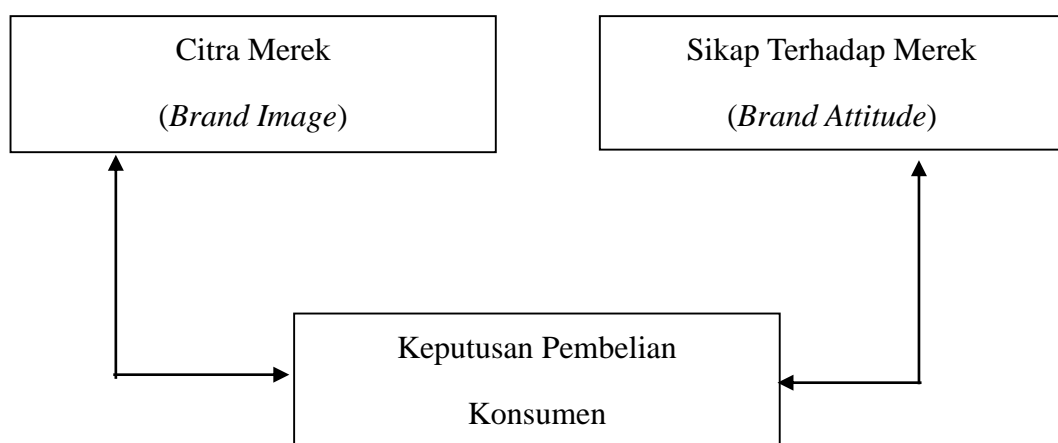 Citra Merek
(Brand Image)
Sikap Terhadap Merek
(Brand Attitude)
Keputusan Pembelian
Konsumen